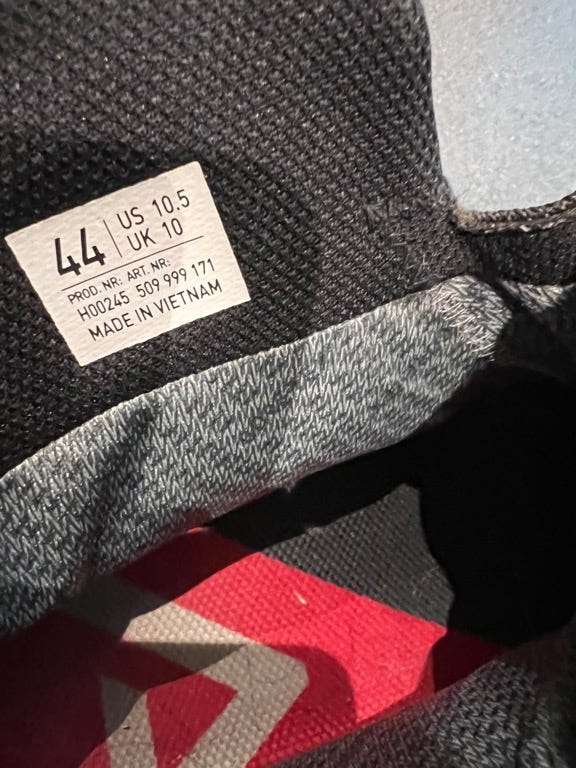 44 US 10.5
UK 10
PROD. NR: ART. NR:
H00245 509 999 171
MADE IN VIETNAM